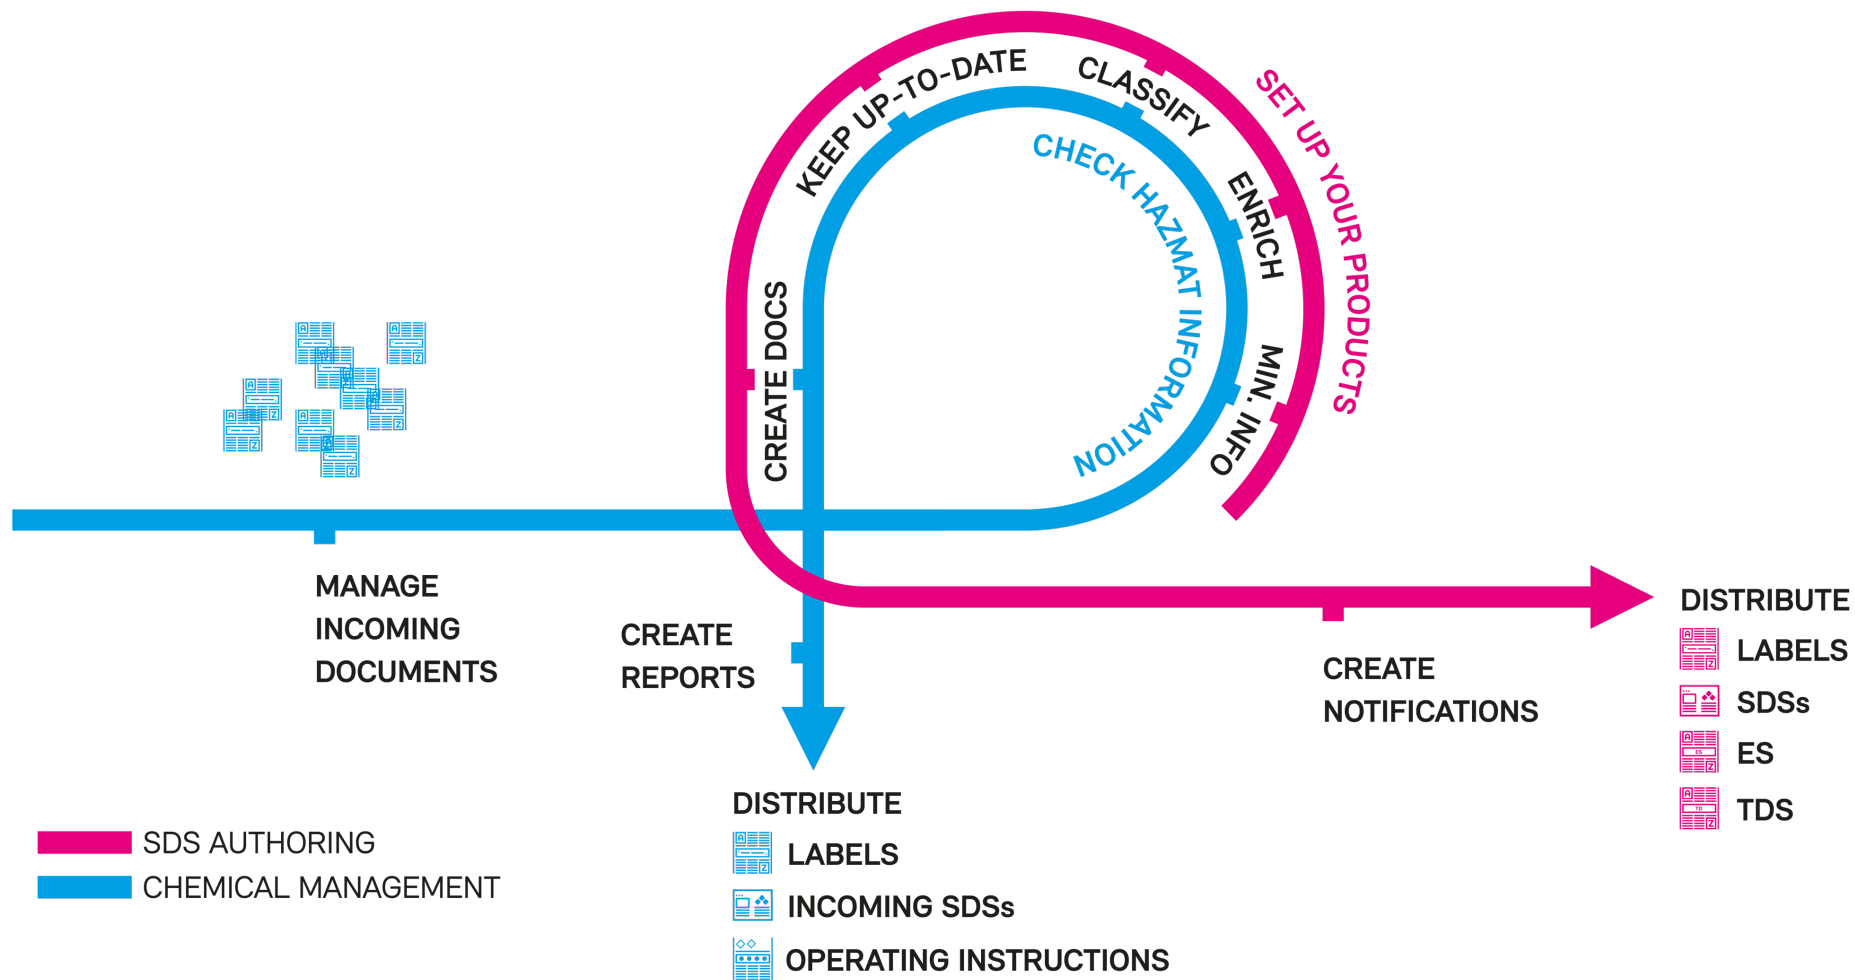 KEEP UP-TO-DATE
CLASSIFY
ENRICH
MIN. INFO
SET UP YOUR PRODUCTS
CHECK HAZMAT INFORMATION
CREATE DOCS
MANAGE
INCOMING
DOCUMENTS
CREATE
REPORTS
CREATE
NOTIFICATIONS
DISTRIBUTE
LABELS
SDSs
ES
TDS
DISTRIBUTE
LABELS
INCOMING SDSs
OPERATING INSTRUCTIONS
SDS AUTHORING
CHEMICAL MANAGEMENT